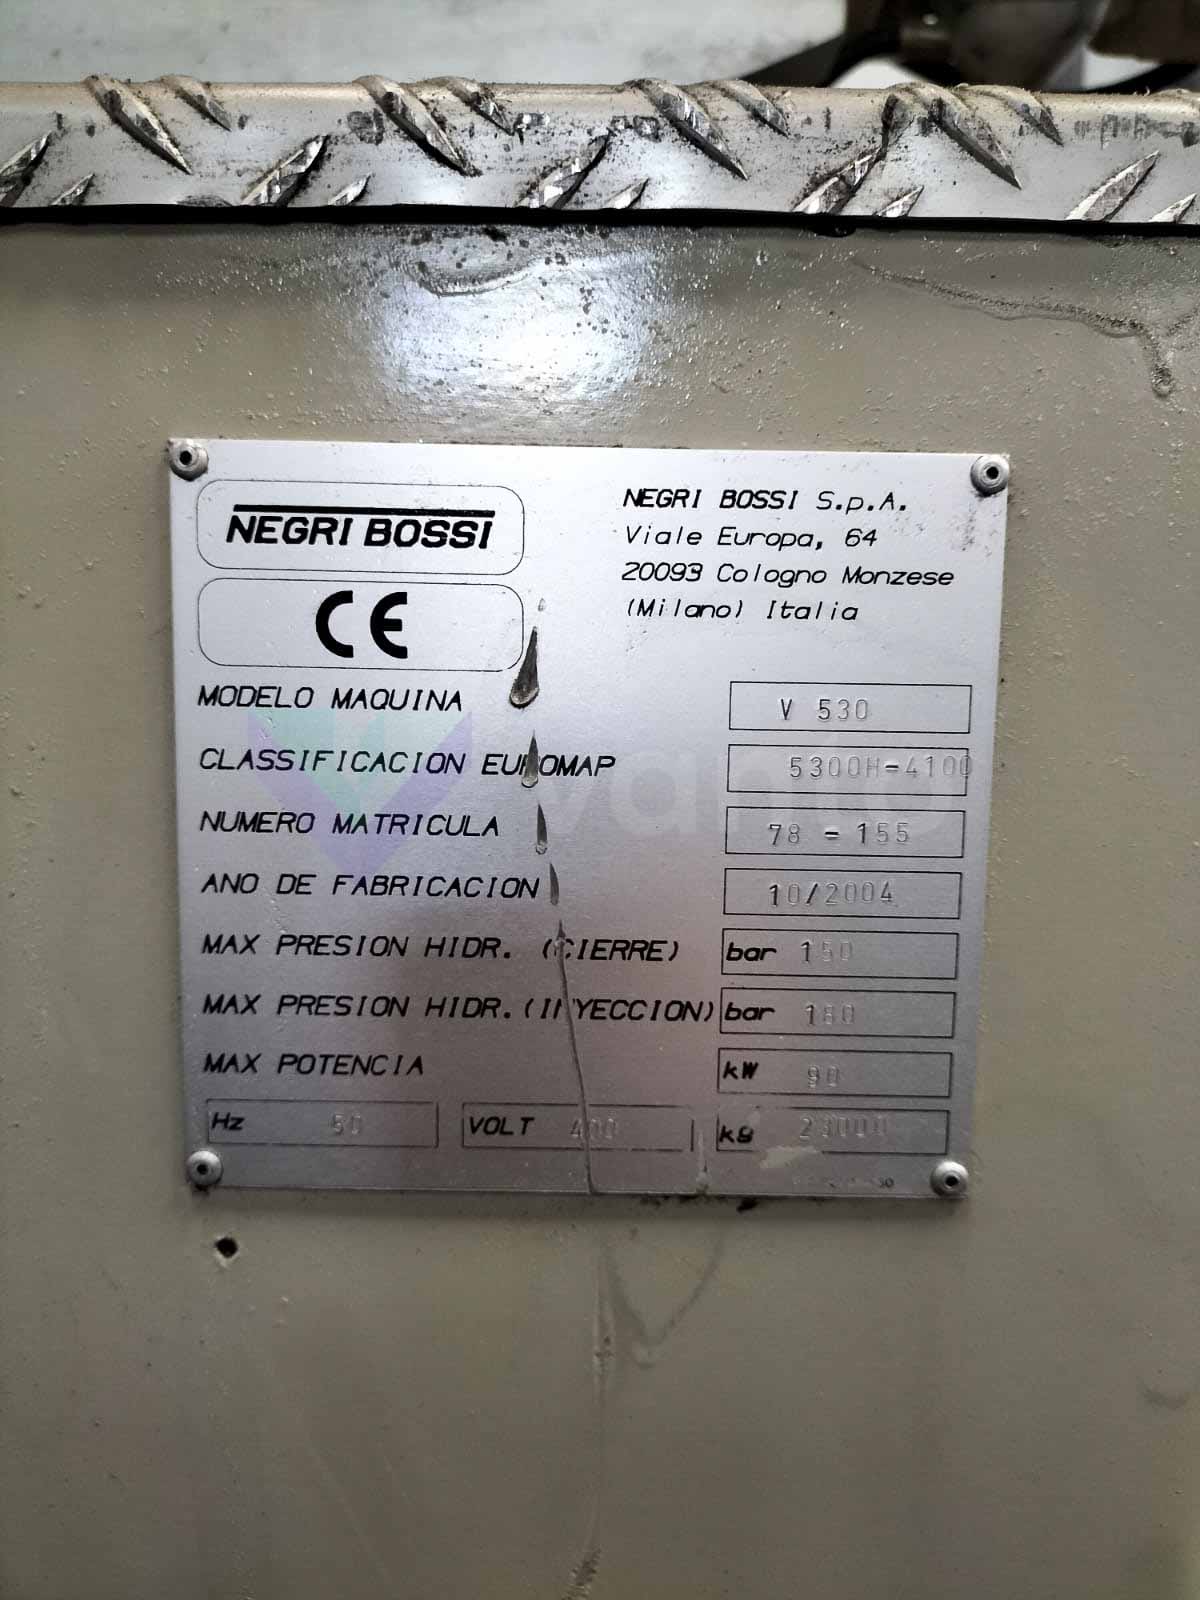 NEGRI BOSSI
NEGRI BOSSI S.p.A.
Viale Europa, 64
20093 Cologno Monzese
(Milano) Italia
CE
MODELO MAQUINA V 530
CLASSIFICACION EUROMAP 5300H-4100
NUMERO MATRICULA 78 - 155
ANO DE FABRICACION 10/2004
MAX PRESION HIDR. (CIERRE) bar 150
MAX PRESION HIDR. (INYECCION) bar 180
MAX POTENCIA kW 90
Hz 50 VOLT 400 kg 23000